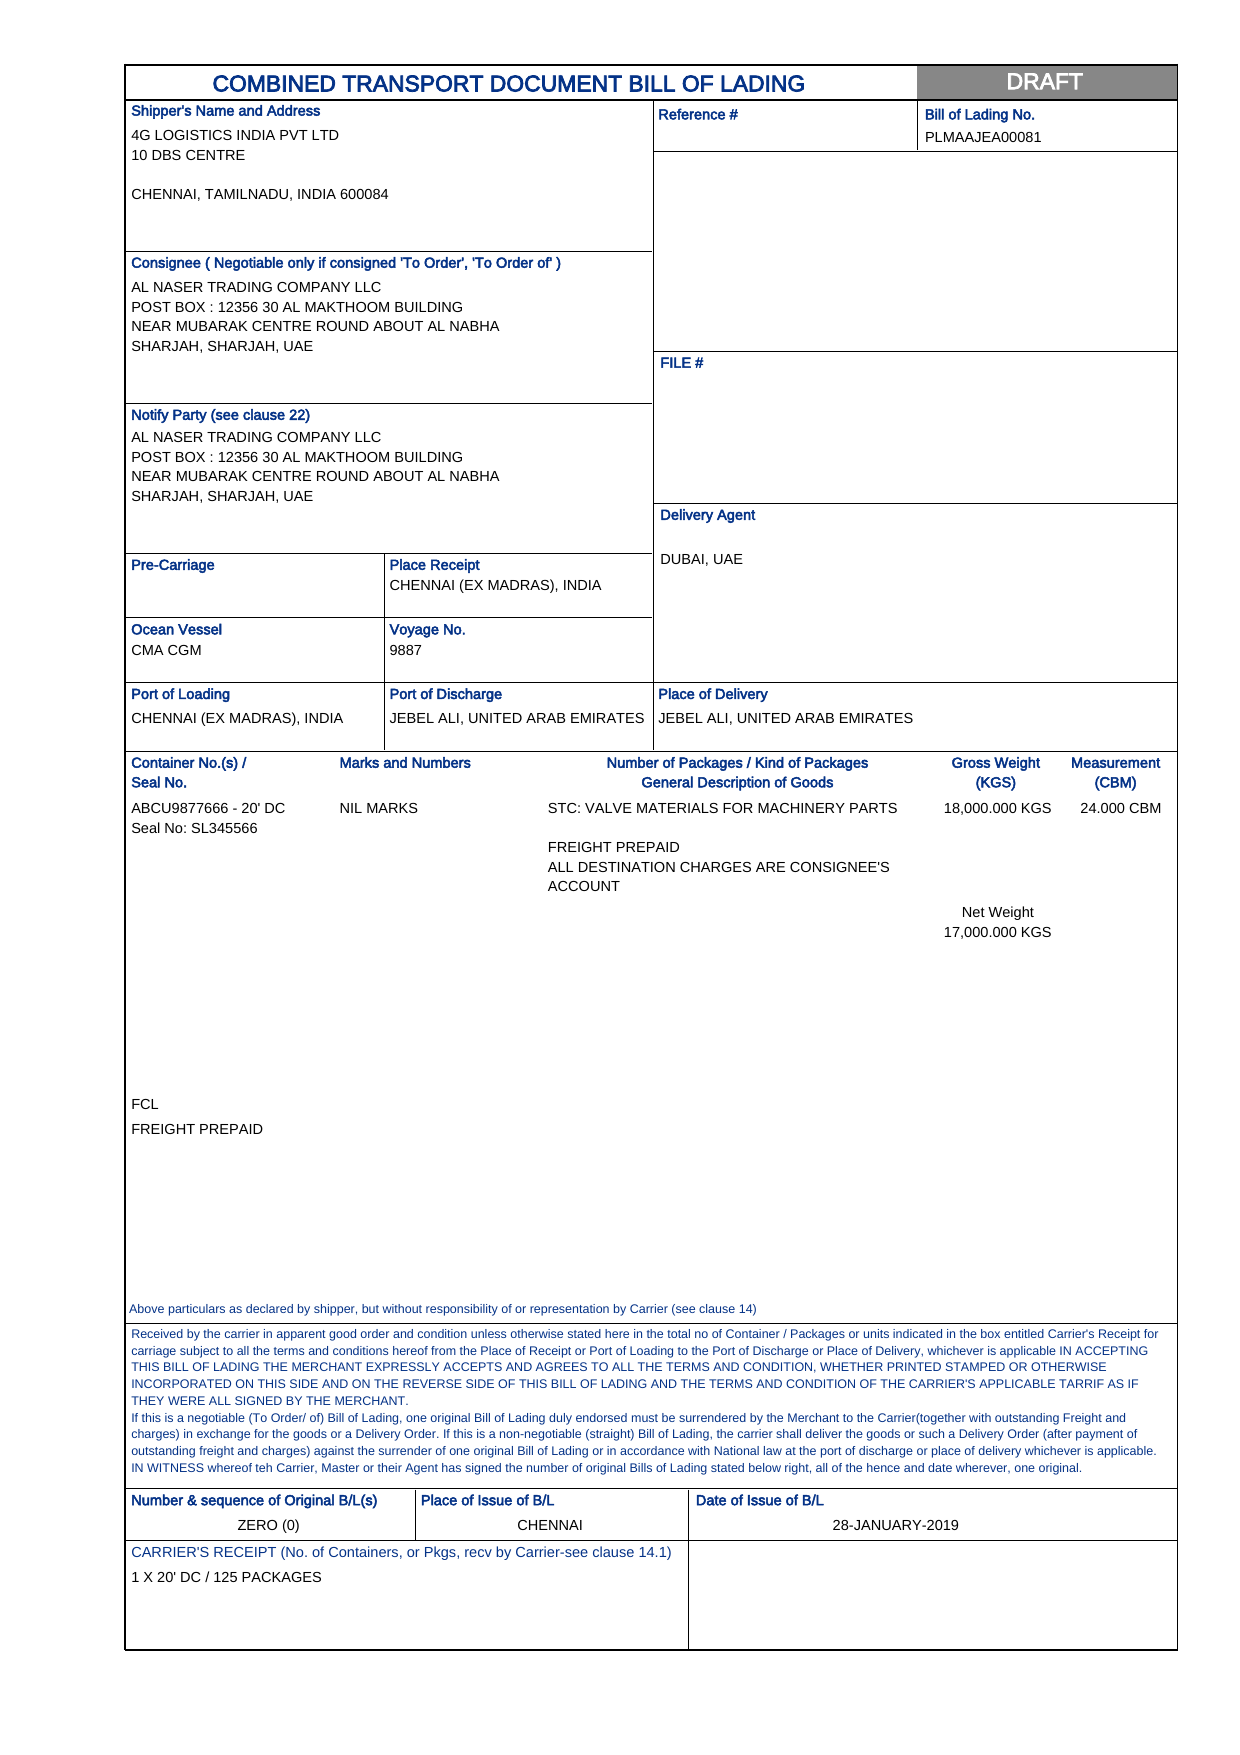 COMBINED TRANSPORT DOCUMENT BILL OF LADING
DRAFT
Shipper's Name and Address
4G LOGISTICS INDIA PVT LTD
10 DBS CENTRE
CHENNAI, TAMILNADU, INDIA 600084
Reference #
Bill of Lading No.
PLMAAJEA00081
Consignee ( Negotiable only if consigned 'To Order', 'To Order of' )
AL NASER TRADING COMPANY LLC
POST BOX : 12356 30 AL MAKTHOOM BUILDING
NEAR MUBARAK CENTRE ROUND ABOUT AL NABHA
SHARJAH, SHARJAH, UAE
FILE #
Notify Party (see clause 22)
AL NASER TRADING COMPANY LLC
POST BOX : 12356 30 AL MAKTHOOM BUILDING
NEAR MUBARAK CENTRE ROUND ABOUT AL NABHA
SHARJAH, SHARJAH, UAE
Delivery Agent
DUBAI, UAE
Pre-Carriage
Place Receipt
CHENNAI (EX MADRAS), INDIA
Ocean Vessel
CMA CGM
Voyage No.
9887
Port of Loading
CHENNAI (EX MADRAS), INDIA
Port of Discharge
JEBEL ALI, UNITED ARAB EMIRATES
Place of Delivery
JEBEL ALI, UNITED ARAB EMIRATES
Container No.(s) /
Seal No.
Marks and Numbers
Number of Packages / Kind of Packages
General Description of Goods
Gross Weight
(KGS)
Measurement
(CBM)
ABCU9877666 - 20' DC
Seal No: SL345566
NIL MARKS
STC: VALVE MATERIALS FOR MACHINERY PARTS
18,000.000 KGS
24.000 CBM
FREIGHT PREPAID
ALL DESTINATION CHARGES ARE CONSIGNEE'S
ACCOUNT
Net Weight
17,000.000 KGS
FCL
FREIGHT PREPAID
Above particulars as declared by shipper, but without responsibility of or representation by Carrier (see clause 14)
Received by the carrier in apparent good order and condition unless otherwise stated here in the total no of Container / Packages or units indicated in the box entitled Carrier's Receipt for
carriage subject to all the terms and conditions hereof from the Place of Receipt or Port of Loading to the Port of Discharge or Place of Delivery, whichever is applicable IN ACCEPTING
THIS BILL OF LADING THE MERCHANT EXPRESSLY ACCEPTS AND AGREES TO ALL THE TERMS AND CONDITION, WHETHER PRINTED STAMPED OR OTHERWISE
INCORPORATED ON THIS SIDE AND ON THE REVERSE SIDE OF THIS BILL OF LADING AND THE TERMS AND CONDITION OF THE CARRIER'S APPLICABLE TARRIF AS IF
THEY WERE ALL SIGNED BY THE MERCHANT.
If this is a negotiable (To Order/ of) Bill of Lading, one original Bill of Lading duly endorsed must be surrendered by the Merchant to the Carrier(together with outstanding Freight and
charges) in exchange for the goods or a Delivery Order. If this is a non-negotiable (straight) Bill of Lading, the carrier shall deliver the goods or such a Delivery Order (after payment of
outstanding freight and charges) against the surrender of one original Bill of Lading or in accordance with National law at the port of discharge or place of delivery whichever is applicable.
IN WITNESS whereof teh Carrier, Master or their Agent has signed the number of original Bills of Lading stated below right, all of the hence and date wherever, one original.
Number & sequence of Original B/L(s)
ZERO (0)
Place of Issue of B/L
CHENNAI
Date of Issue of B/L
28-JANUARY-2019
CARRIER'S RECEIPT (No. of Containers, or Pkgs, recv by Carrier-see clause 14.1)
1 X 20' DC / 125 PACKAGES